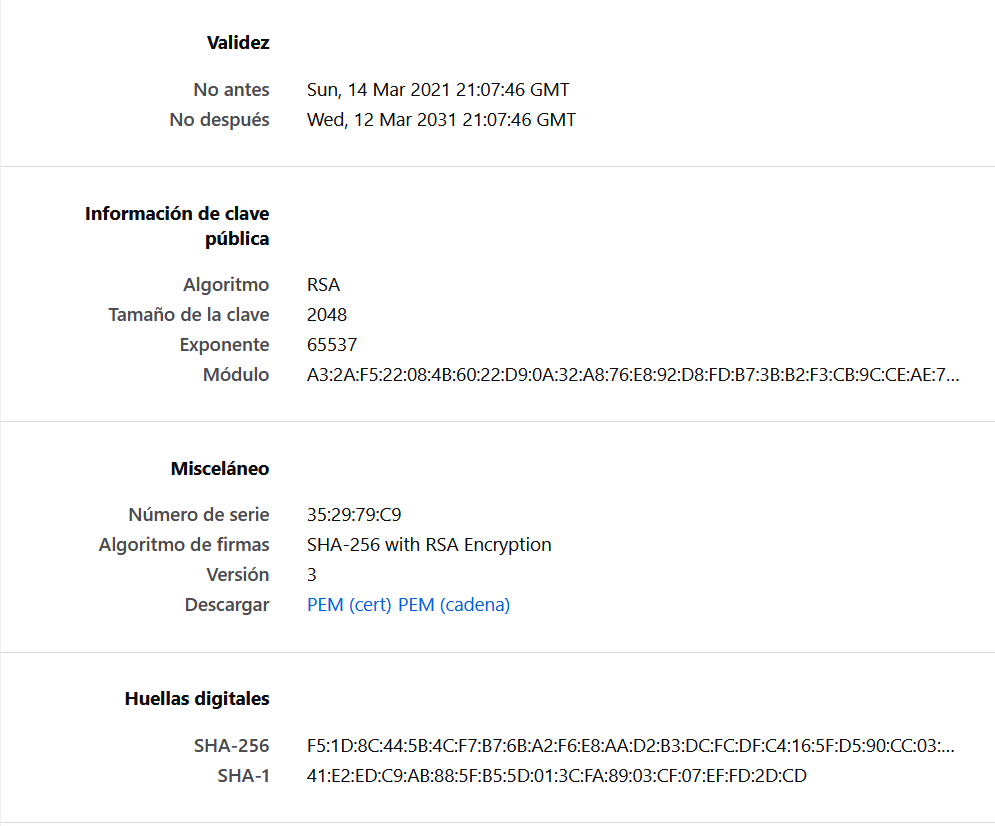 Validez
No antes Sun, 14 Mar 2021 21:07:46 GMT
No después Wed, 12 Mar 2031 21:07:46 GMT
Información de clave
pública
Algoritmo RSA
Tamaño de la clave 2048
Exponente 65537
Módulo A3:2A:F5:22:08:4B:60:22:D9:0A:32:A8:76:E8:92:D8:FD:B7:3B:B2:F3:CB:9C:CE:AE:7...
Misceláneo
Número de serie 35:29:79:C9
Algoritmo de firmas SHA-256 with RSA Encryption
Versión 3
Descargar PEM (cert) PEM (cadena)
Huellas digitales
SHA-256 F5:1D:8C:44:5B:4C:F7:B7:6B:A2:F6:E8:AA:D2:B3:DC:FC:DF:C4:16:5F:D5:90:CC:03:...
SHA-1 41:E2:ED:C9:AB:88:5F:B5:5D:01:3C:FA:89:03:CF:07:EF:FD:2D:CD